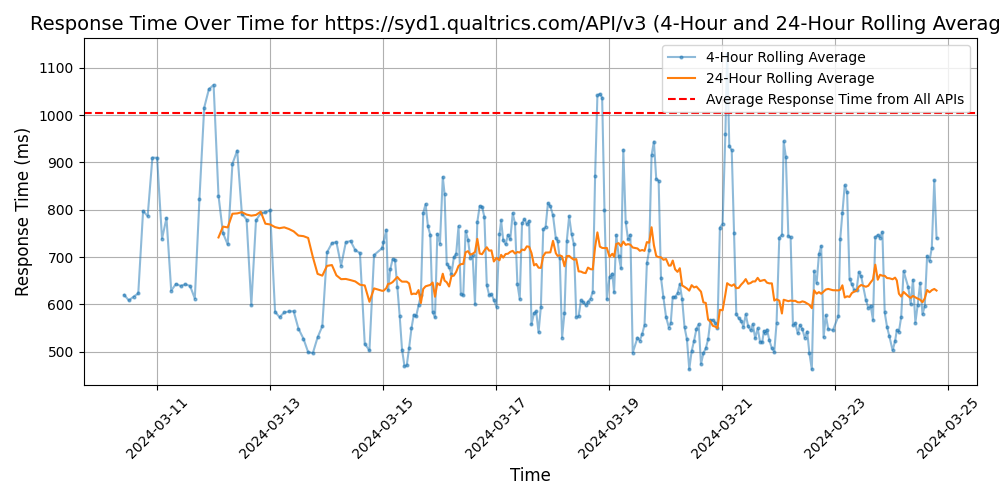 Response Time Over Time for https://syd1.qualtrics.com/API/v3 (4-Hour and 24-Hour Rolling Averag
4-Hour Rolling Average
24-Hour Rolling Average
Average Response Time from All APIs
Response Time (ms)
1100
1000
900
800
700
600
500
2024-03-11
2024-03-13
2024-03-15
2024-03-17
2024-03-19
2024-03-21
2024-03-23
2024-03-25
Time